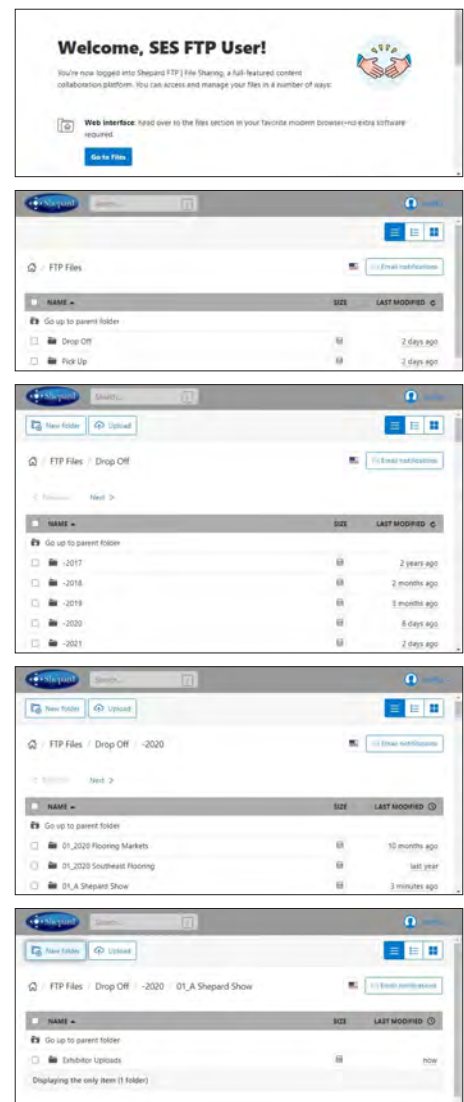 Welcome, SES FTP User!
You're now logged into Shepard FTP | File Sharing, a full-featured content
collaboration platform. You can access and manage your files in a number of ways:
Web interface: head over to the files section in your favorite modern browser–no extra software
required.
Go to Files
Shepard Search...
FTP Files Email notifications
NAME SIZE LAST MODIFIED
Go up to parent folder
Drop Off 2 days ago
Pick Up 2 days ago
Shepard Search...
New folder Upload
FTP Files / Drop Off Email notifications
< Previous Next >
NAME SIZE LAST MODIFIED
Go up to parent folder
-2017 2 years ago
-2018 2 months ago
-2019 3 months ago
-2020 8 days ago
-2021 2 days ago
Shepard Search...
New folder Upload
FTP Files / Drop Off / -2020 Email notifications
< Previous Next >
NAME SIZE LAST MODIFIED
Go up to parent folder
01_2020 Flooring Markets 10 months ago
01_2020 Southeast Flooring last year
01_A Shepard Show 3 minutes ago
Shepard Search...
New folder Upload
FTP Files / Drop Off / -2020 / 01_A Shepard Show Email notifications
NAME SIZE LAST MODIFIED
Go up to parent folder
Exhibitor Uploads now
Displaying the only item (1 folder)